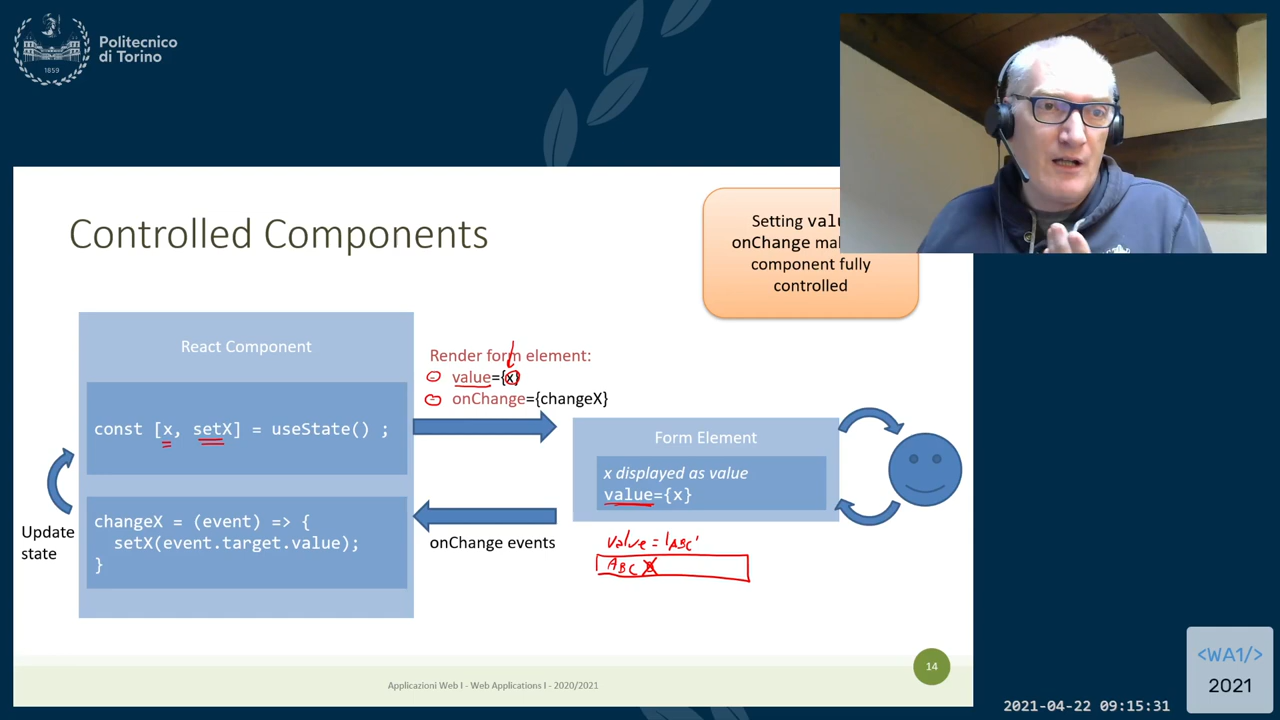 Politecnico
di Torino
1859
Controlled Components
Setting valu
onChange mal
component fully
controlled
React Component
Render form element:
- value={x}
- onChange={changeX}
const [x, setX] = useState() ;
Form Element
x displayed as value
value={x}
Update
state
changeX = (event) => {
setX(event.target.value);
}
onChange events
value = 'ABC'
ABC
14
Applicazioni Web I - Web Applications I - 2020/2021
<WA1/>
2021
2021-04-22 09:15:31